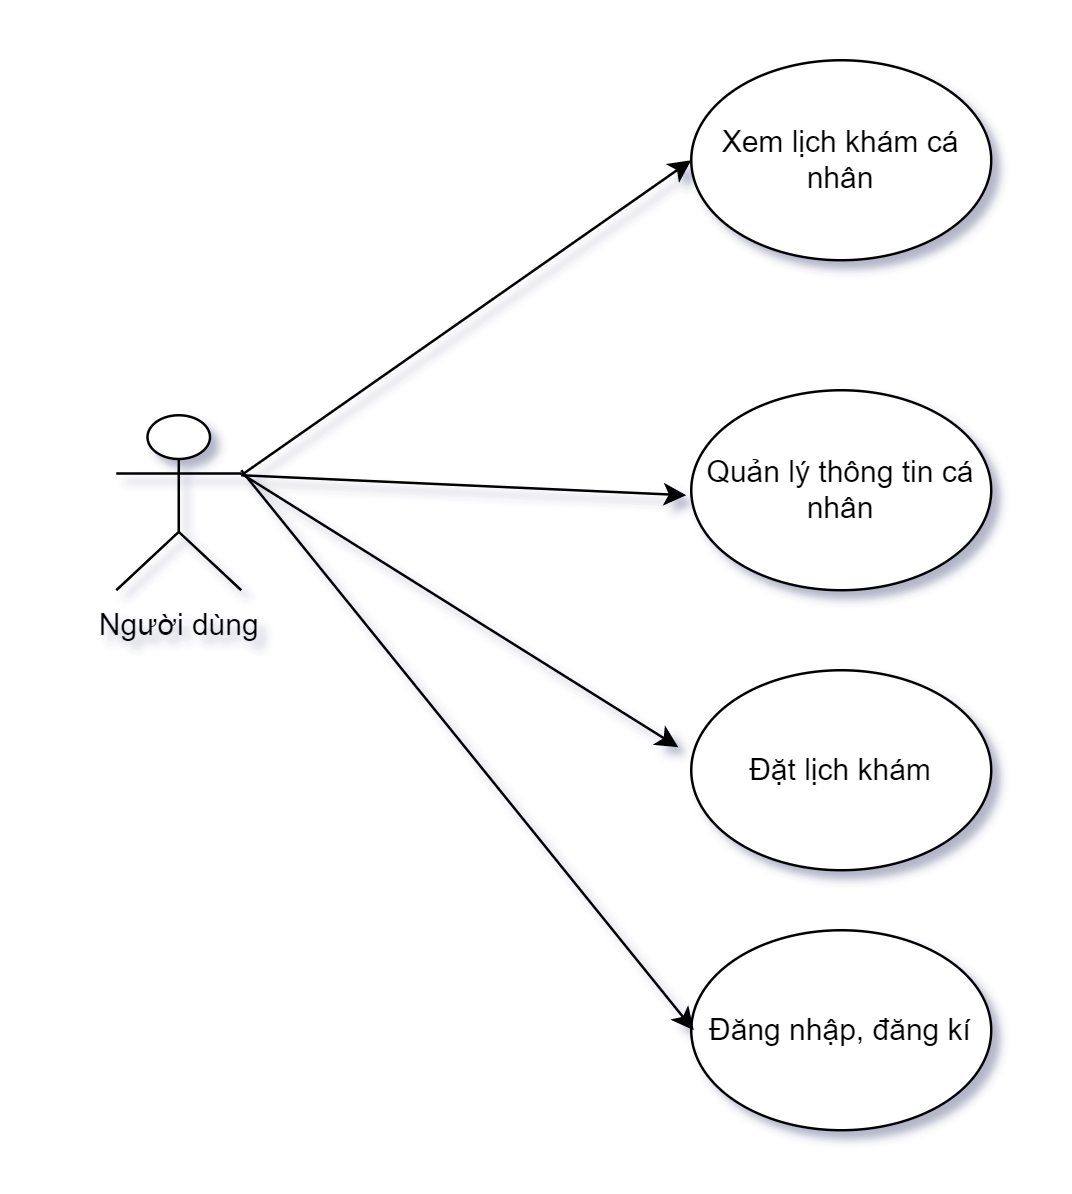 Xem lịch khám cá
nhân
Quản lý thông tin cá
nhân
Người dùng
Đặt lịch khám
Đăng nhập, đăng kí